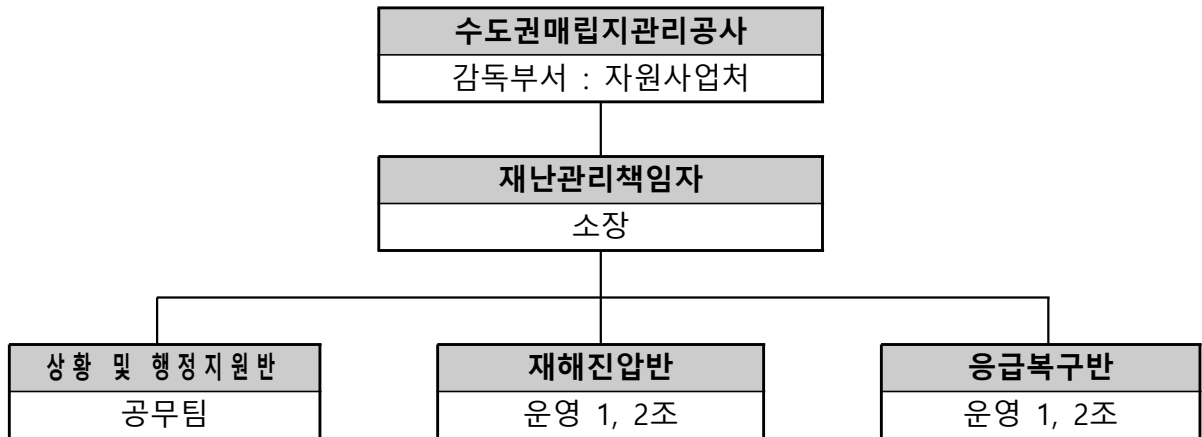 수도권매립지관리공사
감독부서 : 자원사업처
재난관리책임자
소장
상황 및 행정지원반
공무팀
재해진압반
운영 1, 2조
응급복구반
운영 1, 2조